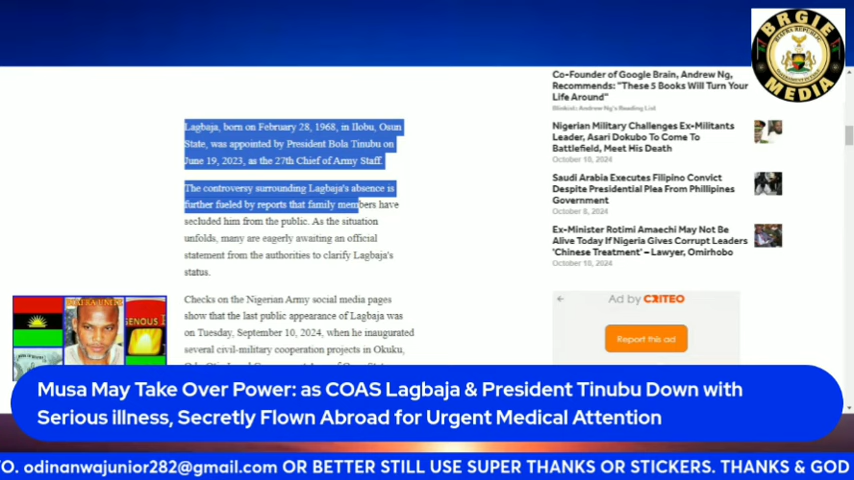 BRGIE
BIAFRA REPUBLIC
MEDIA
Co-Founder of Google Brain, Andrew Ng,
Recommends: "These 5 Books Will Turn Your
Life Around"
Blinkist: Andrew Ng's Reading List
Lagbaja, born on February 28, 1968, in Ilobu, Osun
State, was appointed by President Bola Tinubu on
June 19, 2023, as the 27th Chief of Army Staff.
The controversy surrounding Lagbaja's absence is
further fueled by reports that family members have
secluded him from the public. As the situation
unfolds, many are eagerly awaiting an official
statement from the authorities to clarify Lagbaja's
status.
Checks on the Nigerian Army social media pages
show that the last public appearance of Lagbaja was
on Tuesday, September 10, 2024, when he inaugurated
several civil-military cooperation projects in Okuku,
Nigerian Military Challenges Ex-Militants
Leader, Asari Dokubo To Come To
Battlefield, Meet His Death
October 10, 2024
Saudi Arabia Executes Filipino Convict
Despite Presidential Plea From Phillipines
Government
October 8, 2024
Ex-Minister Rotimi Amaechi May Not Be
Alive Today If Nigeria Gives Corrupt Leaders
'Chinese Treatment' – Lawyer, Omirhobo
October 10, 2024
Ad by CRITEO
Report this ad
Musa May Take Over Power: as COAS Lagbaja & President Tinubu Down with
Serious illness, Secretly Flown Abroad for Urgent Medical Attention
O. odinanwajunior282@gmail.com OR BETTER STILL USE SUPER THANKS OR STICKERS. THANKS & GOD